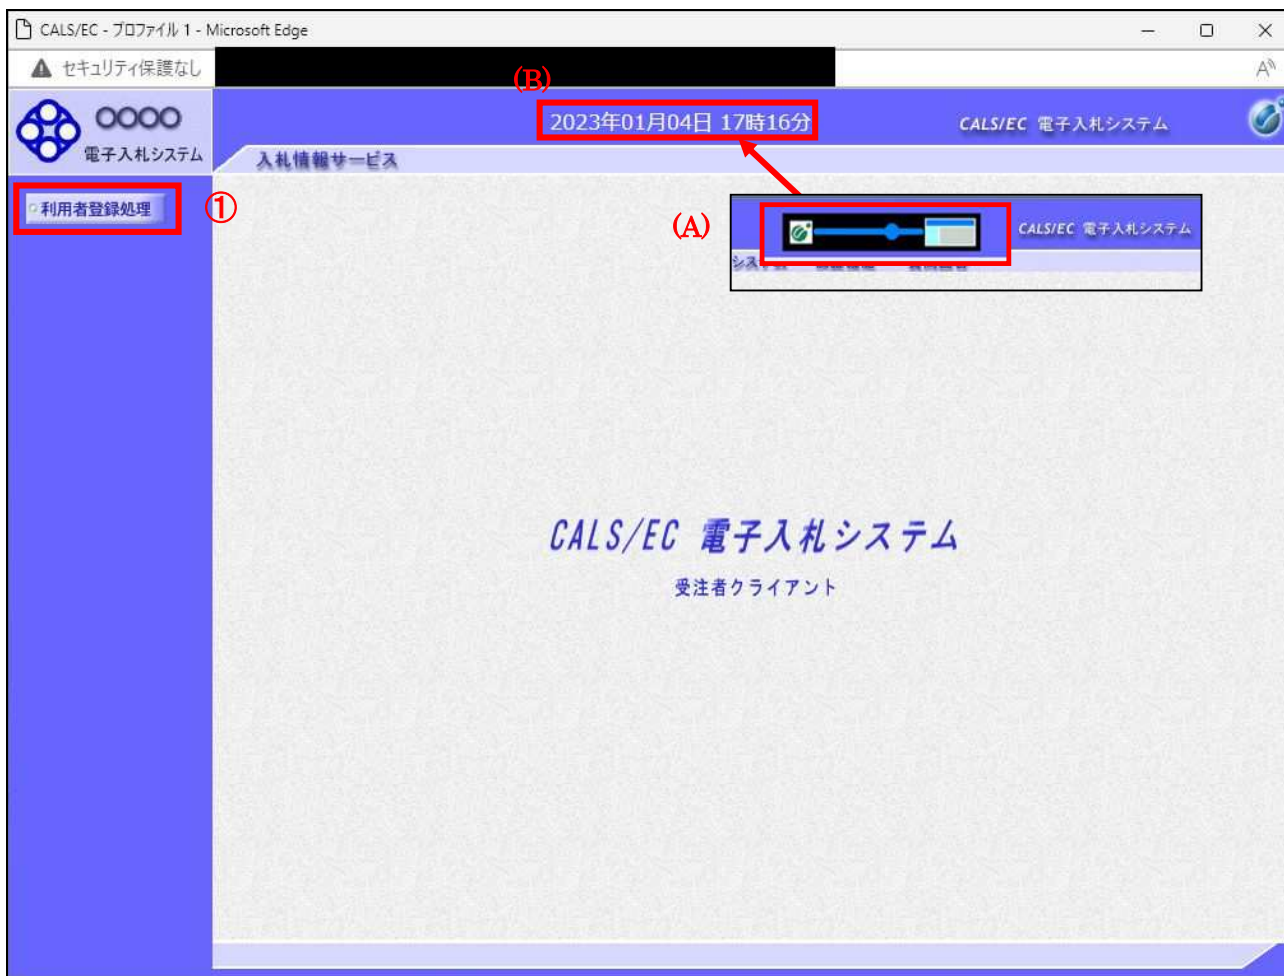 CALS/EC - プロファイル 1 - Microsoft Edge
セキュリティ保護なし
A
(B)
〇〇〇〇
電子入札システム
2023年01月04日 17時16分
CALS/EC 電子入札システム
入札情報サービス
利用者登録処理
①
(A)
CALS/EC 電子入札システム
CALS/EC 電子入札システム
受注者クライアント